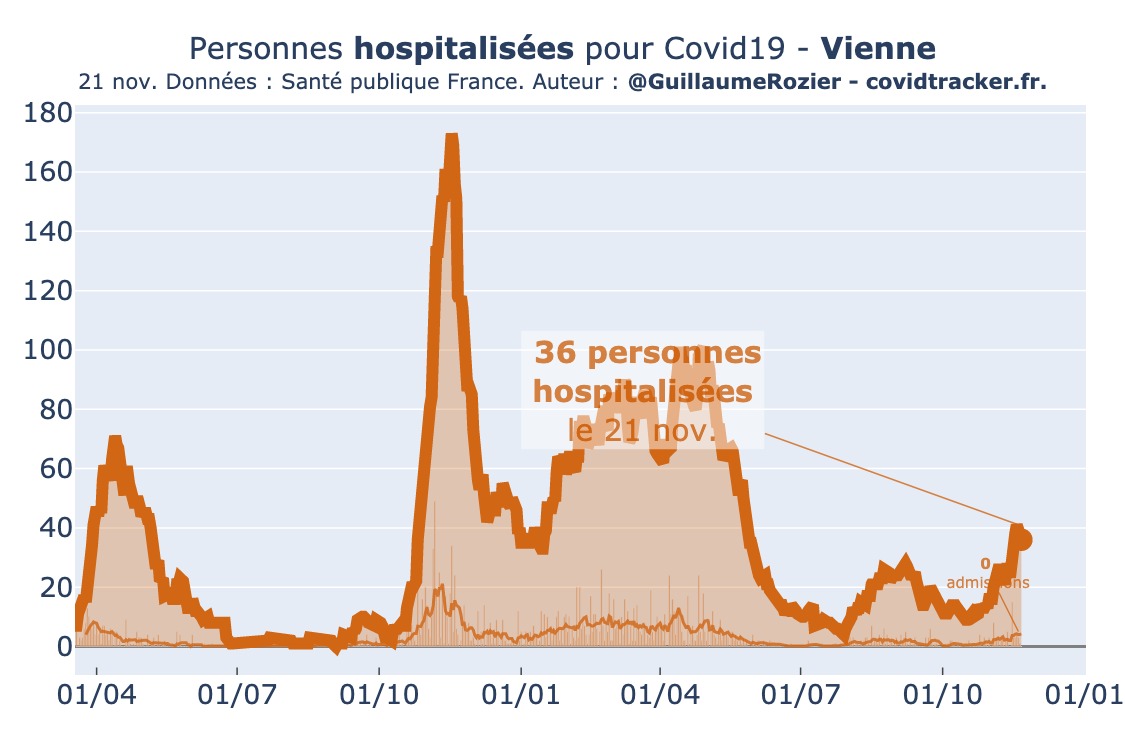 Personnes hospitalisées pour Covid19 - Vienne
21 nov. Données : Santé publique France. Auteur : @GuillaumeRozier - covidtracker.fr.
180
160
140
120
100
80
60
40
20
0
36 personnes
hospitalisées
le 21 nov.
0
admissions
01/04 01/07 01/10 01/01 01/04 01/07 01/10 01/01